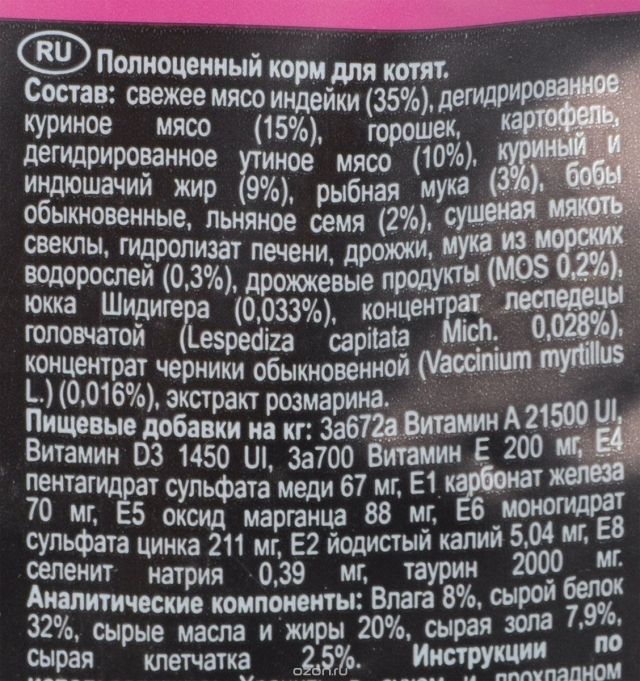 RU Полноценный корм для котят.
Состав: свежее мясо индейки (35%), дегидрированное
куриное мясо (15%), горошек, картофель,
дегидрированное утиное мясо (10%), куриный и
индюшачий жир (9%), рыбная мука (3%), бобы
обыкновенные, льняное семя (2%), сушеная мякоть
свеклы, гидролизат печени, дрожжи, мука из морских
водорослей (0,3%), дрожжевые продукты (MOS 0,2%),
юкка Шидигера (0,033%), концентрат леспедецы
головчатой (Lespediza capitata Mich. 0,028%),
концентрат черники обыкновенной (Vaccinium myrtillus
L.) (0,016%), экстракт розмарина.
Пищевые добавки на кг: 3а672а Витамин А 21500 UI,
Витамин D3 1450 UI, 3а700 Витамин Е 200 мг, Е4
пентагидрат сульфата меди 67 мг, Е1 карбонат железа
70 мг, Е5 оксид марганца 88 мг, Е6 моногидрат
сульфата цинка 211 мг, Е2 йодистый калий 5,04 мг, Е8
селенит натрия 0,39 мг, таурин 2000 мг.
Аналитические компоненты: Влага 8%, сырой белок
32%, сырые масла и жиры 20%, сырая зола 7,9%,
сырая клетчатка 2,5%. Инструкции по
Хранить в сухом и прохладном
ozon.ru